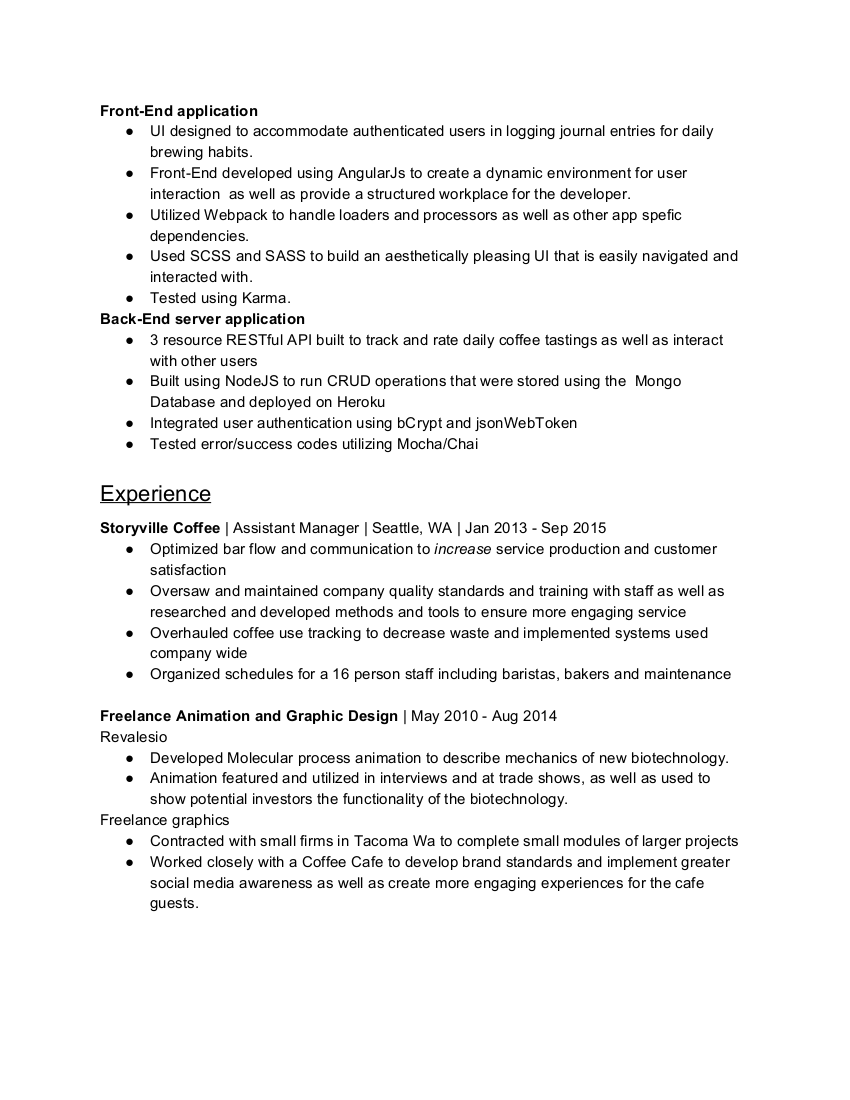 Front-End application
● UI designed to accommodate authenticated users in logging journal entries for daily
brewing habits.
● Front-End developed using AngularJs to create a dynamic environment for user
interaction  as well as provide a structured workplace for the developer.
● Utilized Webpack to handle loaders and processors as well as other app spefic
dependencies.
● Used SCSS and SASS to build an aesthetically pleasing UI that is easily navigated and
interacted with.
● Tested using Karma.
Back-End server application
● 3 resource RESTful API built to track and rate daily coffee tastings as well as interact
with other users
● Built using NodeJS to run CRUD operations that were stored using the  Mongo
Database and deployed on Heroku
● Integrated user authentication using bCrypt and jsonWebToken
● Tested error/success codes utilizing Mocha/Chai
Experience
Storyville Coffee | Assistant Manager | Seattle, WA | Jan 2013 - Sep 2015
● Optimized bar flow and communication to increase service production and customer
satisfaction
● Oversaw and maintained company quality standards and training with staff as well as
researched and developed methods and tools to ensure more engaging service
● Overhauled coffee use tracking to decrease waste and implemented systems used
company wide
● Organized schedules for a 16 person staff including baristas, bakers and maintenance
Freelance Animation and Graphic Design | May 2010 - Aug 2014
Revalesio
● Developed Molecular process animation to describe mechanics of new biotechnology.
● Animation featured and utilized in interviews and at trade shows, as well as used to
show potential investors the functionality of the biotechnology.
Freelance graphics
● Contracted with small firms in Tacoma Wa to complete small modules of larger projects
● Worked closely with a Coffee Cafe to develop brand standards and implement greater
social media awareness as well as create more engaging experiences for the cafe
guests.